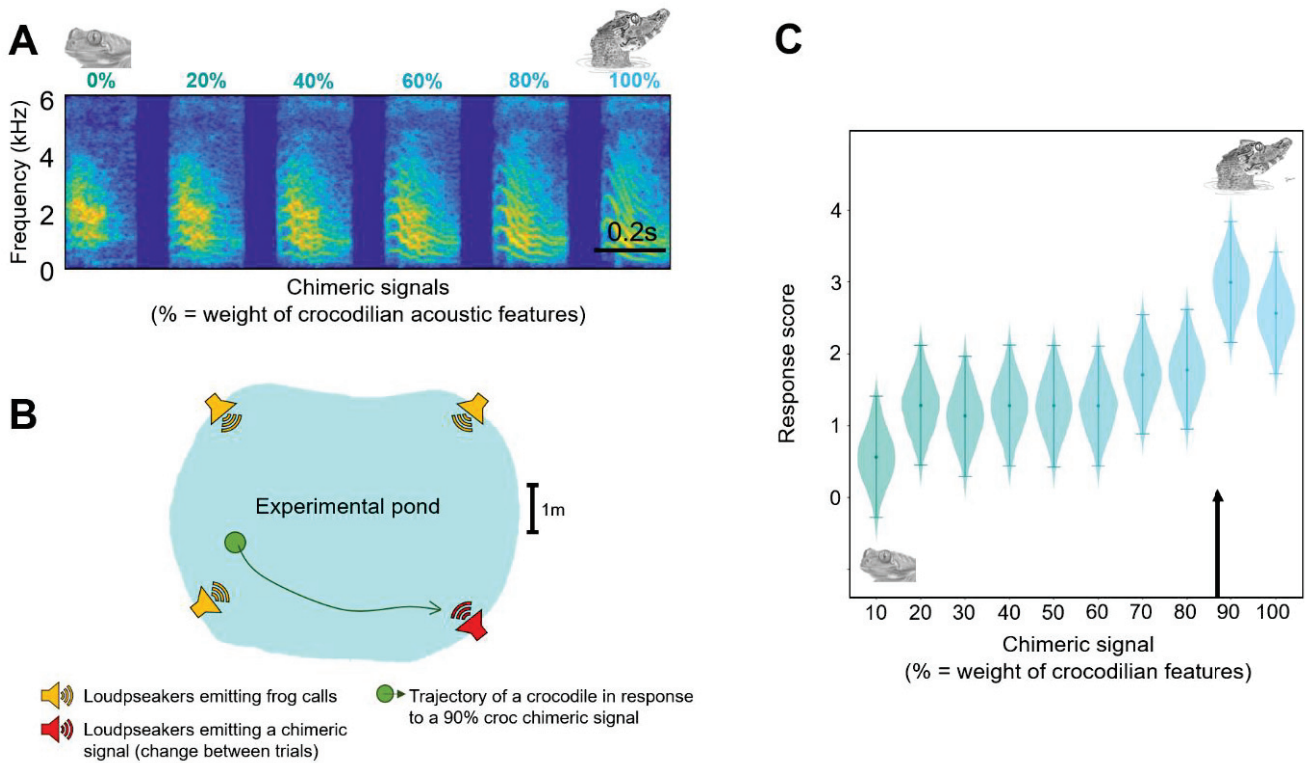 A
0% 20% 40% 60% 80% 100%
6
4
2
0
Frequency (kHz)
0.2s
Chimeric signals
(% = weight of crocodilian acoustic features)
B
Experimental pond
1m
Loudpseakers emitting frog calls
Loudpseakers emitting a chimeric
signal (change between trials)
Trajectory of a crocodile in response
to a 90% croc chimeric signal
C
4
3
2
1
0
Response score
10 20 30 40 50 60 70 80 90 100
Chimeric signal
(% = weight of crocodilian features)